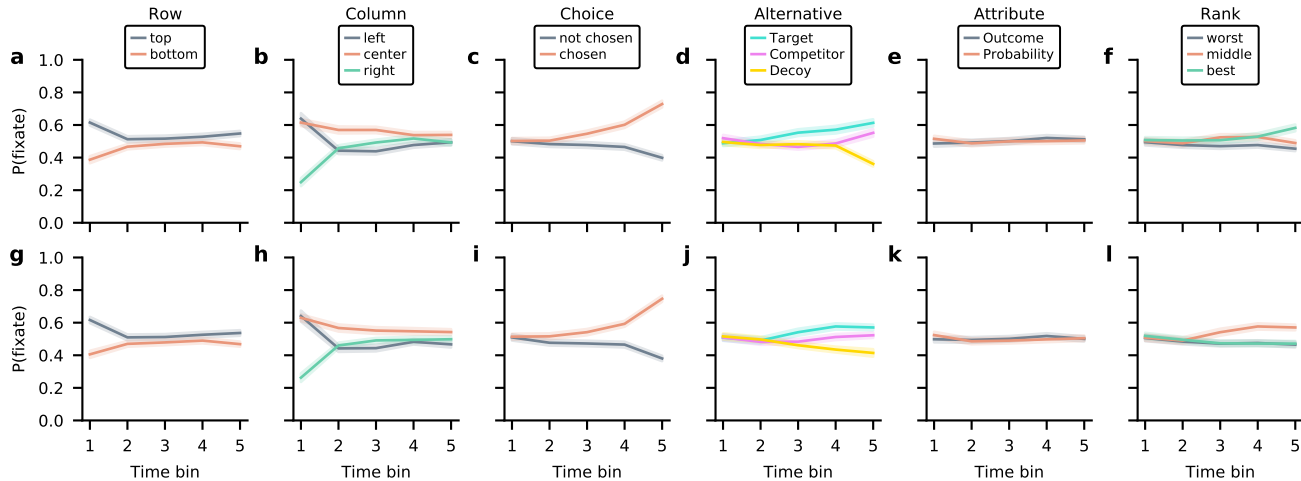 Row
Column
Choice
Alternative
Attribute
Rank
top
bottom
left
center
right
not chosen
chosen
Target
Competitor
Decoy
Outcome
Probability
worst
middle
best
a
b
c
d
e
f
P(fixate)
1.0
0.8
0.6
0.4
0.2
0.0
g
h
i
j
k
l
P(fixate)
1.0
0.8
0.6
0.4
0.2
0.0
1 2 3 4 5
1 2 3 4 5
1 2 3 4 5
1 2 3 4 5
1 2 3 4 5
1 2 3 4 5
Time bin
Time bin
Time bin
Time bin
Time bin
Time bin